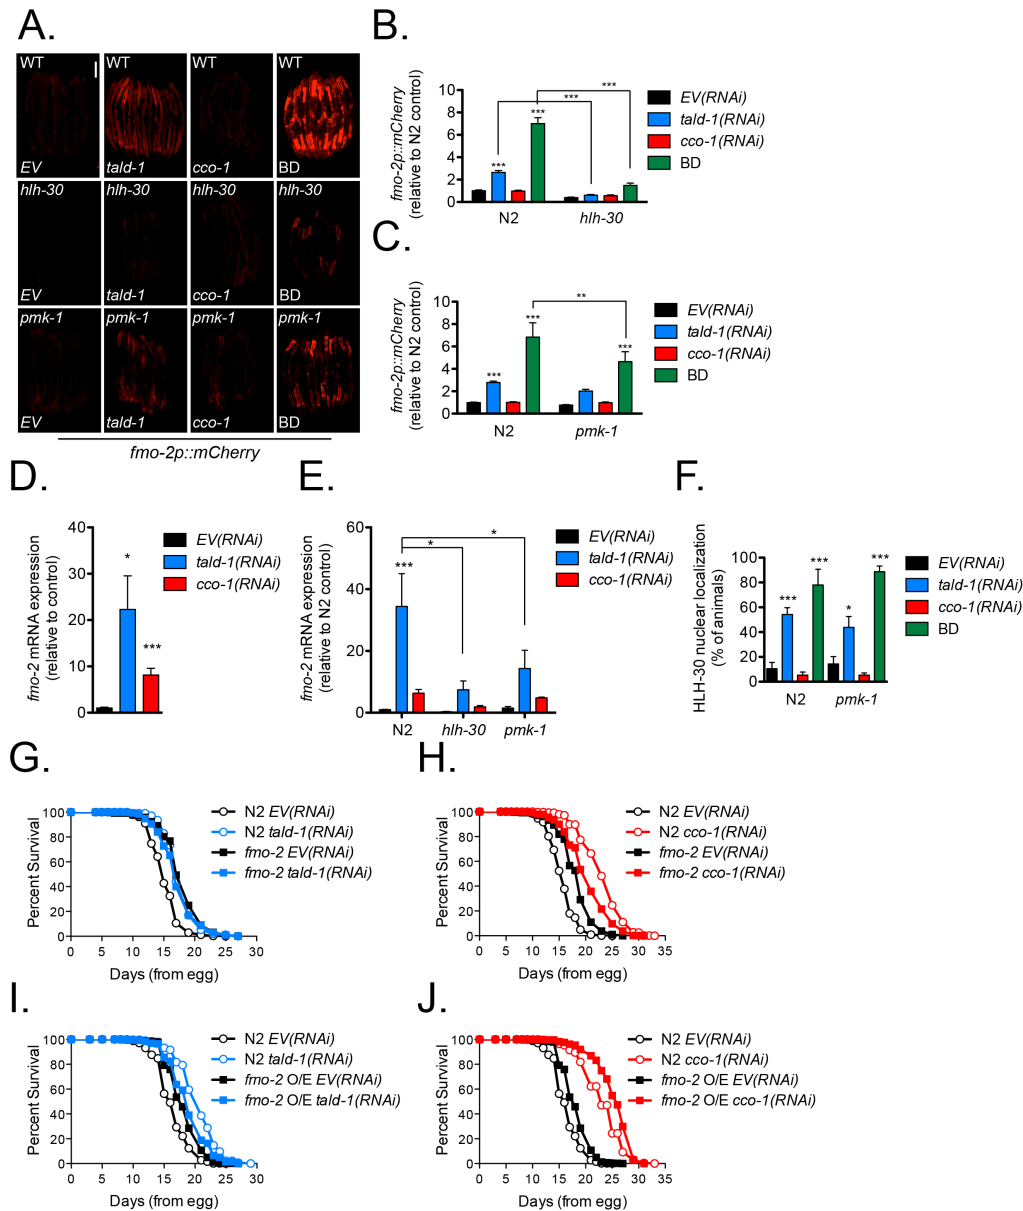 A.
WT WT WT WT
EV tald-1 cco-1 BD
hlh-30 hlh-30 hlh-30 hlh-30
EV tald-1 cco-1 BD
pmk-1 pmk-1 pmk-1 pmk-1
EV tald-1 cco-1 BD
fmo-2p::mCherry
B.
fmo-2p::mCherry
(relative to N2 control)
10
8
6
4
2
0
***
***
***
***
N2 hlh-30
EV(RNAi)
tald-1(RNAi)
cco-1(RNAi)
BD
C.
fmo-2p::mCherry
(relative to N2 control)
10
8
6
4
2
0
**
***
***
***
N2 pmk-1
EV(RNAi)
tald-1(RNAi)
cco-1(RNAi)
BD
D.
fmo-2 mRNA expression
(relative to control)
40
30
20
10
0
*
***
EV(RNAi)
tald-1(RNAi)
cco-1(RNAi)
E.
fmo-2 mRNA expression
(relative to N2 control)
60
40
20
0
*
*
***
N2 hlh-30 pmk-1
EV(RNAi)
tald-1(RNAi)
cco-1(RNAi)
F.
HLH-30 nuclear localization
(% of animals)
100
80
60
40
20
0
***
***
*
***
N2 pmk-1
EV(RNAi)
tald-1(RNAi)
cco-1(RNAi)
BD
G.
Percent Survival
100
80
60
40
20
0
0 5 10 15 20 25 30
Days (from egg)
N2 EV(RNAi)
N2 tald-1(RNAi)
fmo-2 EV(RNAi)
fmo-2 tald-1(RNAi)
H.
Percent Survival
100
80
60
40
20
0
0 5 10 15 20 25 30 35
Days (from egg)
N2 EV(RNAi)
N2 cco-1(RNAi)
fmo-2 EV(RNAi)
fmo-2 cco-1(RNAi)
I.
Percent Survival
100
80
60
40
20
0
0 5 10 15 20 25 30
Days (from egg)
N2 EV(RNAi)
N2 tald-1(RNAi)
fmo-2 O/E EV(RNAi)
fmo-2 O/E tald-1(RNAi)
J.
Percent Survival
100
80
60
40
20
0
0 5 10 15 20 25 30 35
Days (from egg)
N2 EV(RNAi)
N2 cco-1(RNAi)
fmo-2 O/E EV(RNAi)
fmo-2 O/E cco-1(RNAi)